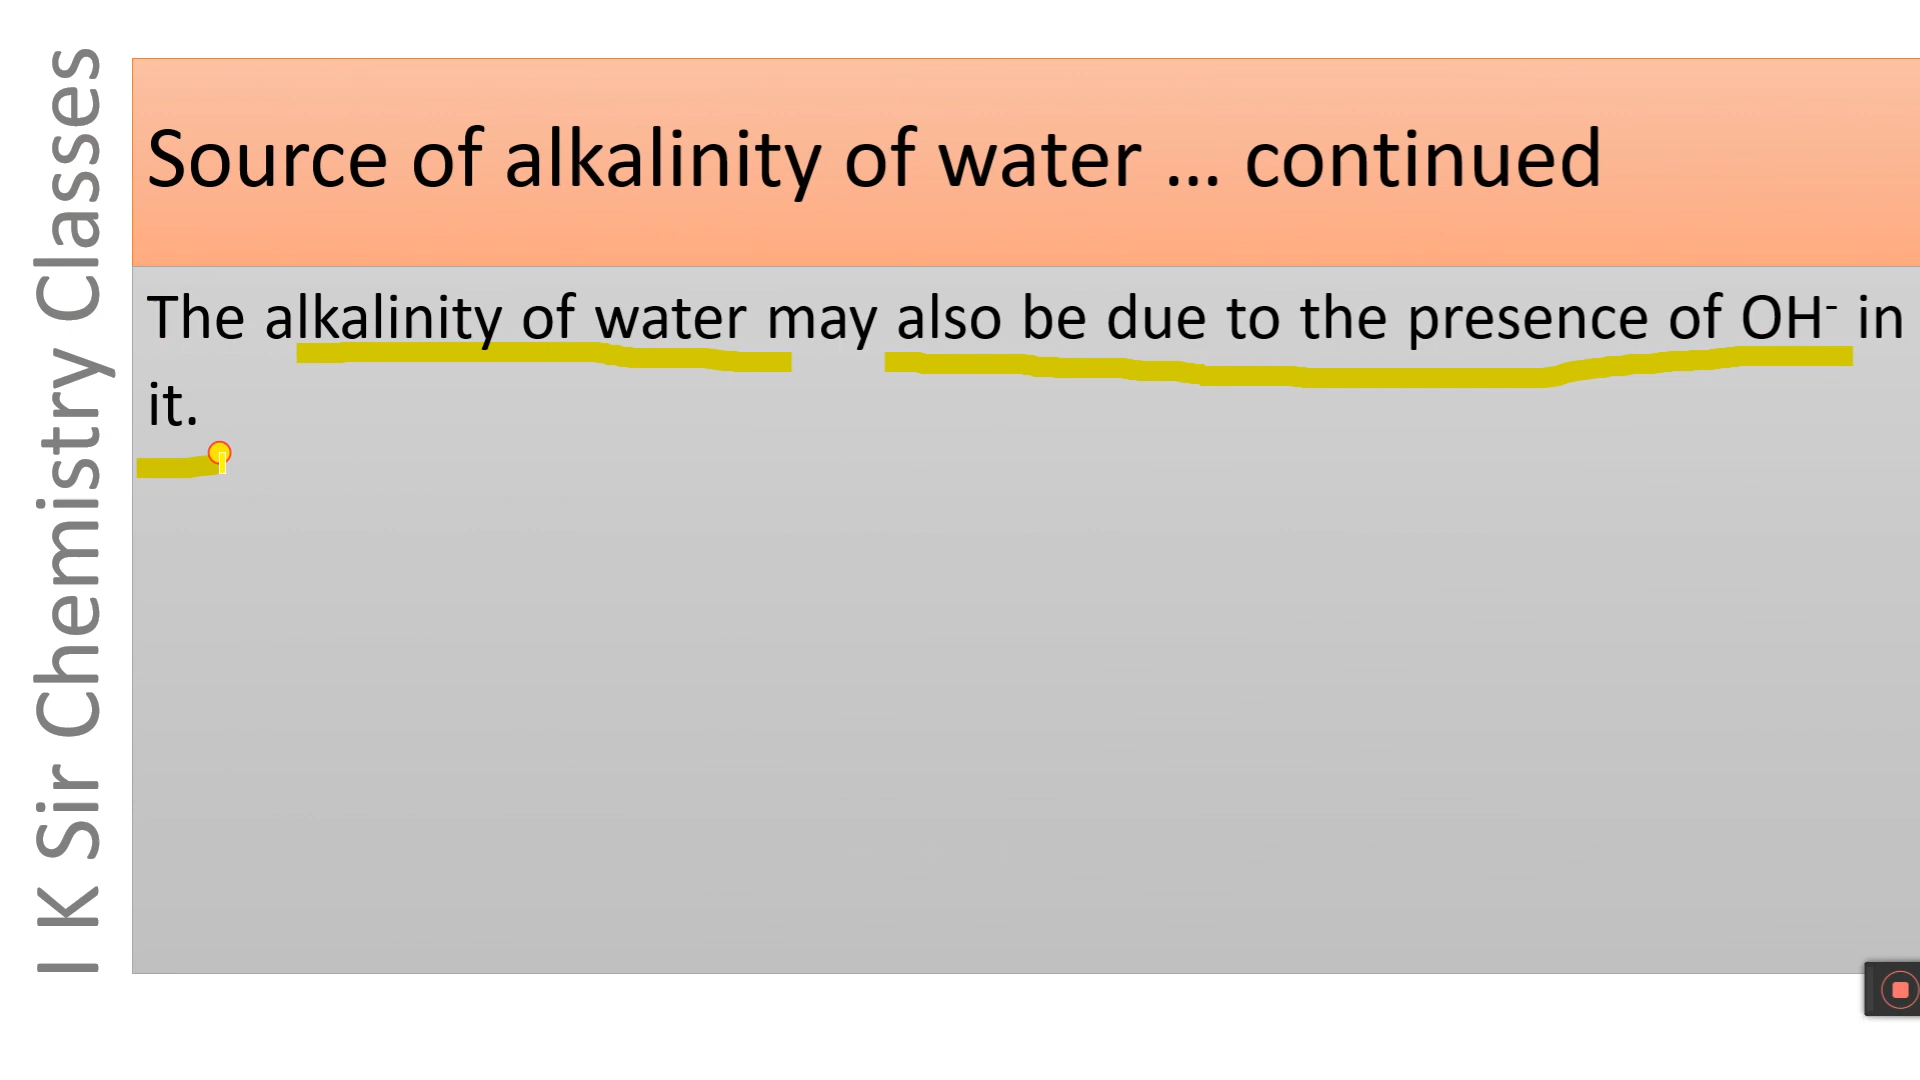 I K Sir Chemistry Classes
Source of alkalinity of water ... continued
The alkalinity of water may also be due to the presence of OH⁻ in
it.